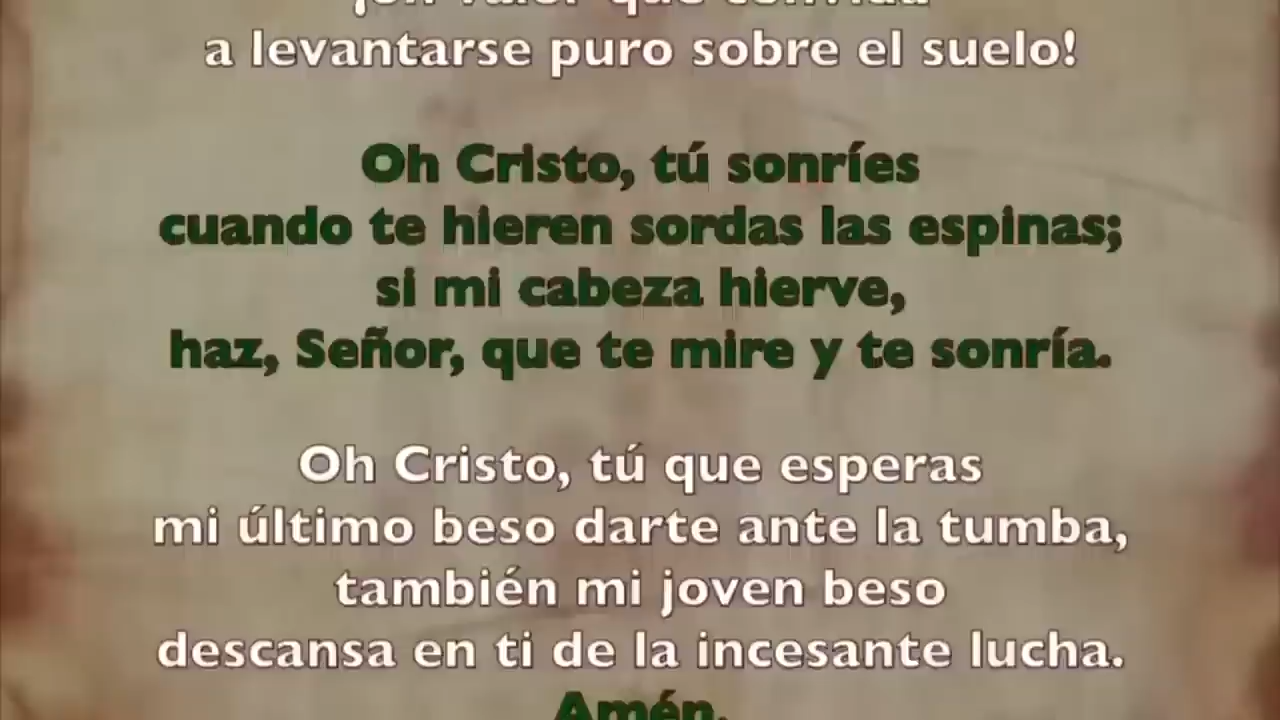 a levantarse puro sobre el suelo!
Oh Cristo, tú sonríes
cuando te hieren sordas las espinas;
si mi cabeza hierve,
haz, Señor, que te mire y te sonría.
Oh Cristo, tú que esperas
mi último beso darte ante la tumba,
también mi joven beso
descansa en ti de la incesante lucha.
Amén.